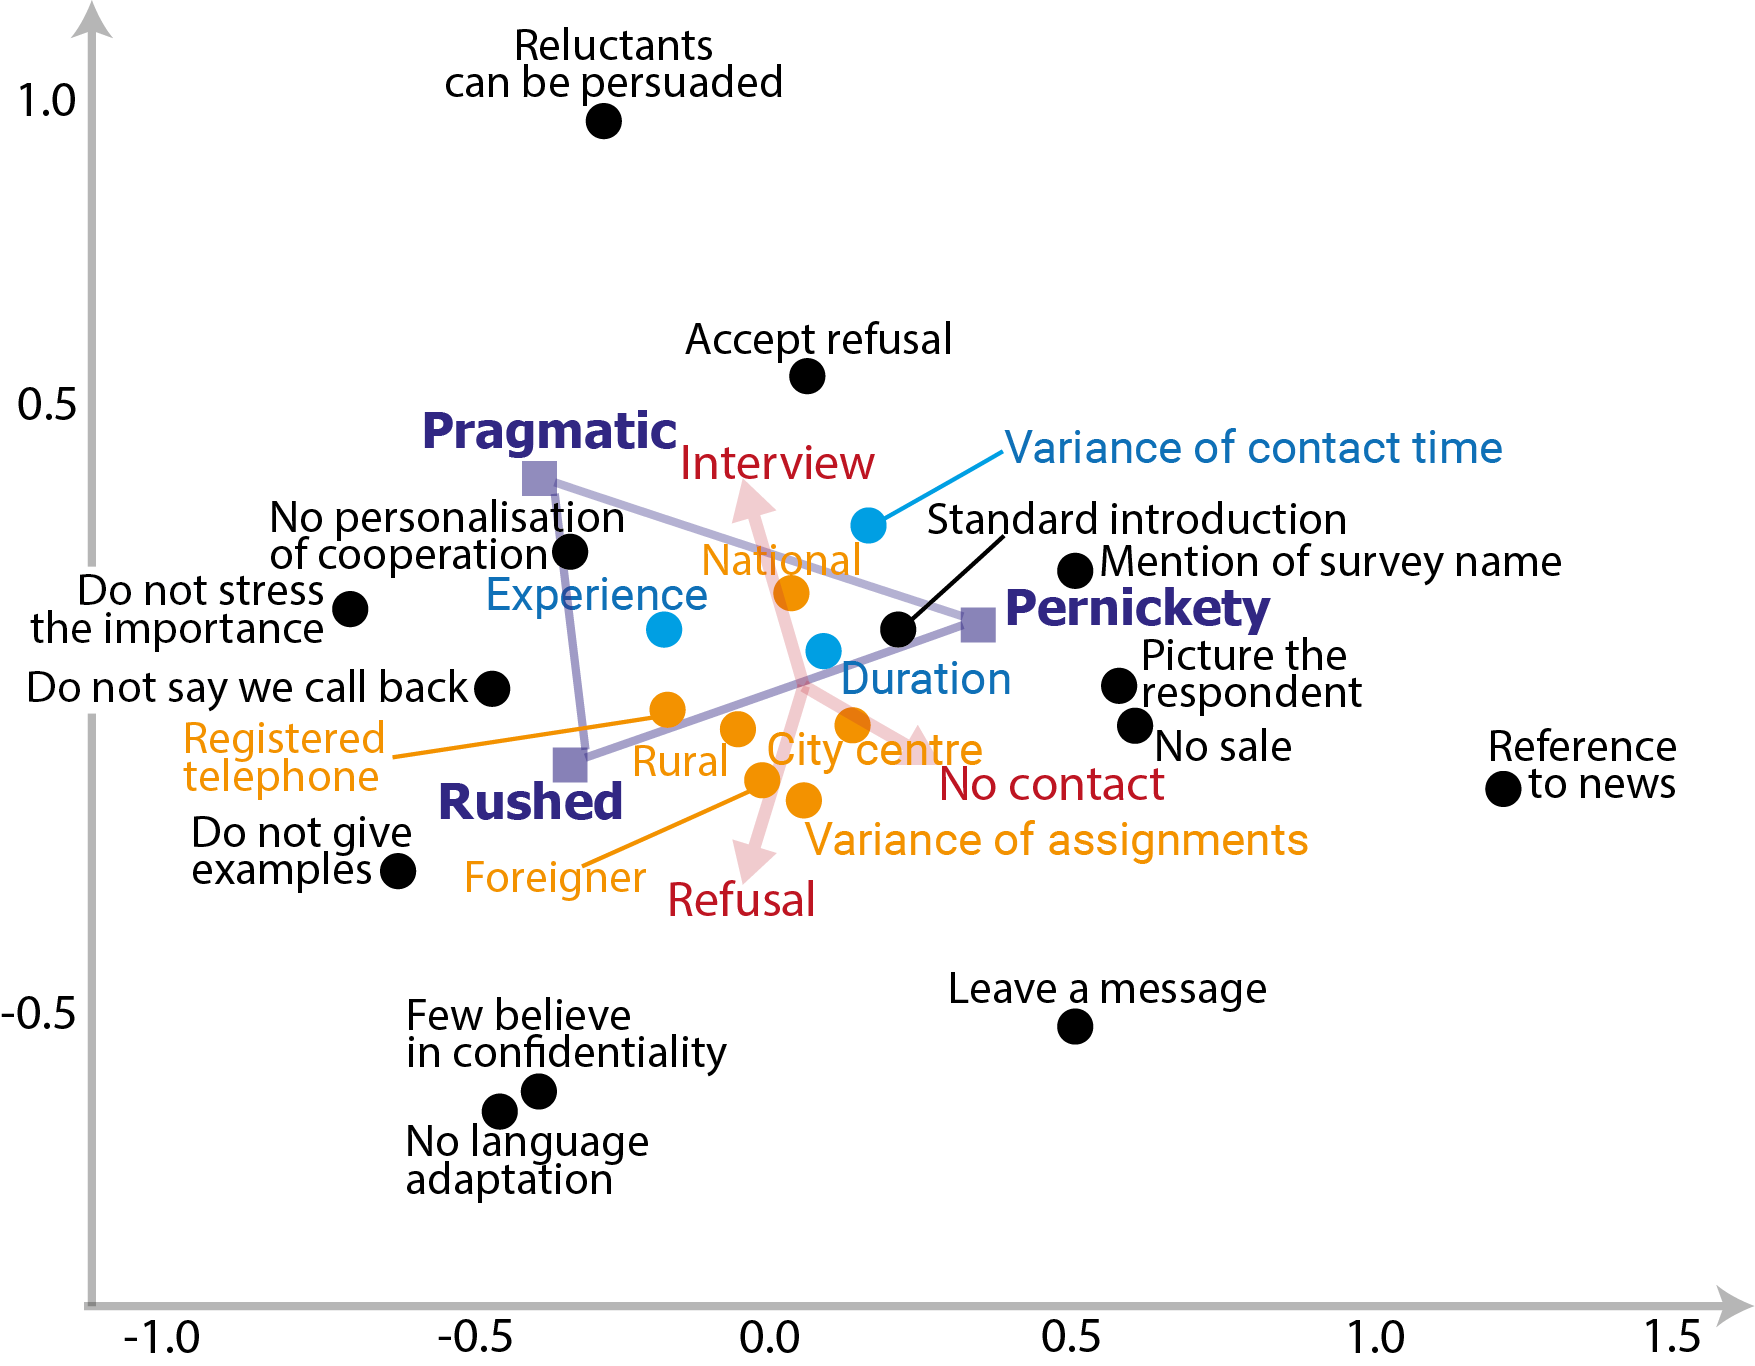 Reluctants
can be persuaded
1.0
Accept refusal
0.5
Pragmatic
Interview
Variance of contact time
No personalisation
of cooperation
Standard introduction
National
Mention of survey name
Do not stress
the importance
Experience
Pernickety
Picture the
respondent
Do not say we call back
Duration
Registered
telephone
Rural
City centre
No sale
Reference
to news
No contact
Rushed
Do not give
examples
Variance of assignments
Foreigner
Refusal
Leave a message
-0.5
Few believe
in confidentiality
No language
adaptation
-1.0
-0.5
0.0
0.5
1.0
1.5